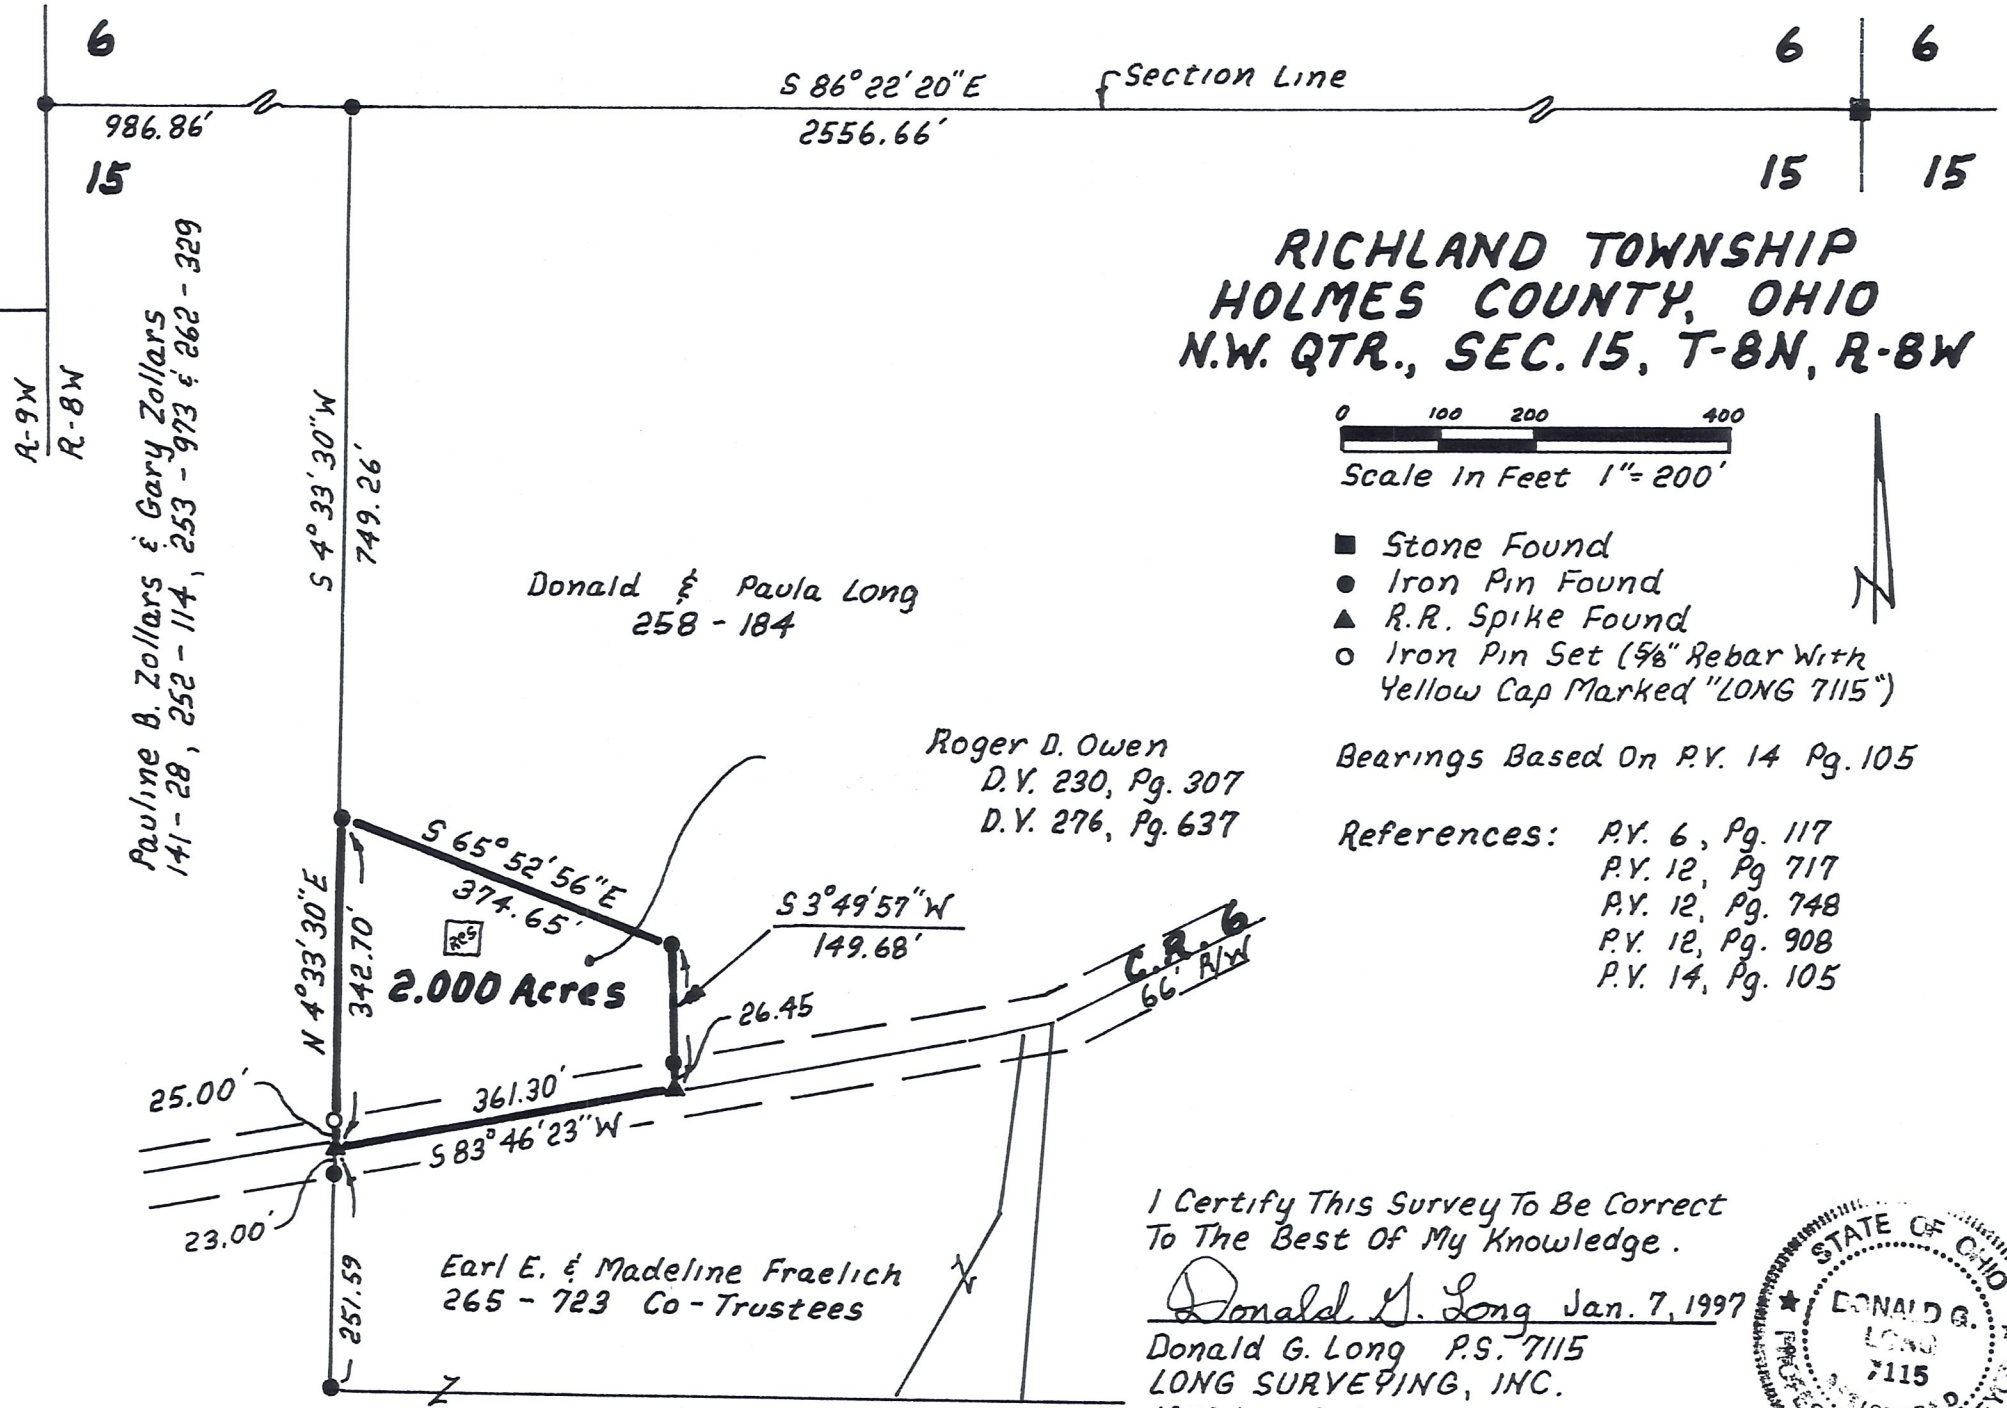 6
6
6
S 86° 22' 20" E
Section Line
986.86'
2556.66'
15
15
15
RICHLAND TOWNSHIP
HOLMES COUNTY, OHIO
N.W. QTR., SEC. 15, T-8N, R-8W
R-9W
R-8W
Pauline B. Zollars & Gary Zollars
141-28, 252-114, 253-973 & 262-329
S 4° 33' 30" W
749.26'
0 100 200 400
Scale In Feet 1"= 200'
Stone Found
Iron Pin Found
R.R. Spike Found
Iron Pin Set (5/8" Rebar With
Yellow Cap Marked "LONG 7115")
Donald & Paula Long
258 - 184
Roger D. Owen
D.V. 230, Pg. 307
D.V. 276, Pg. 637
Bearings Based On P.V. 14 Pg. 105
References: P.V. 6, Pg. 117
P.V. 12, Pg 717
P.V. 12, Pg. 748
P.V. 12, Pg. 908
P.V. 14, Pg. 105
S 65° 52' 56" E
374.65'
Res
2.000 Acres
N 4° 33' 30" E
342.70'
S 3° 49' 57" W
149.68'
C.R. 6
66' R/W
26.45
25.00'
361.30'
S 83° 46' 23" W
23.00'
251.59
Earl E. & Madeline Fraelich
265 - 723 Co-Trustees
I Certify This Survey To Be Correct
To The Best Of My Knowledge.
Donald G. Long Jan. 7, 1997
Donald G. Long P.S. 7115
LONG SURVEYING, INC.
STATE OF OHIO
DONALD G.
LONG
7115